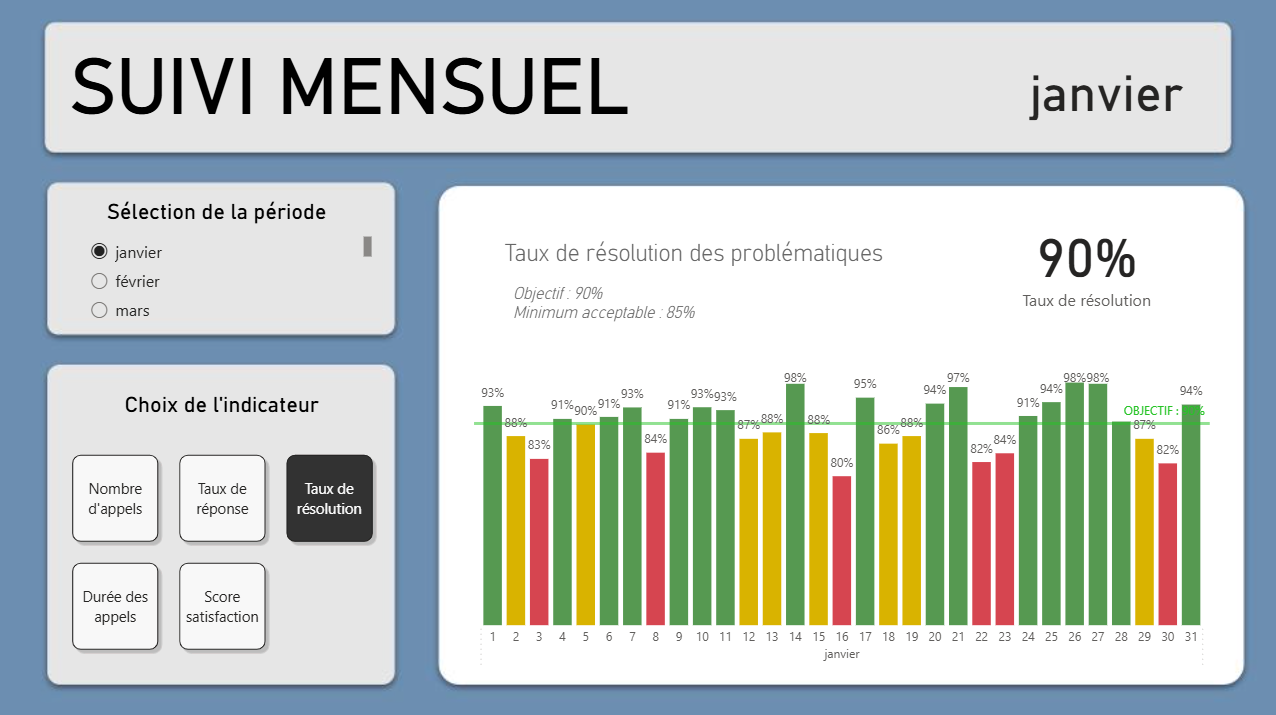 SUIVI MENSUEL
janvier
Sélection de la période
janvier
février
mars
Choix de l'indicateur
Nombre d'appels
Taux de réponse
Taux de résolution
Durée des appels
Score satisfaction
Taux de résolution des problématiques
Objectif : 90%
Minimum acceptable : 85%
90%
Taux de résolution
93% 88% 83% 91% 90% 91% 93% 84% 91% 93% 93% 87% 88% 98% 88% 80% 95% 86% 88% 94% 97% 82% 84% 91% 94% 98% 98% 87% 82% 94%
OBJECTIF :
1 2 3 4 5 6 7 8 9 10 11 12 13 14 15 16 17 18 19 20 21 22 23 24 25 26 27 28 29 30 31
janvier